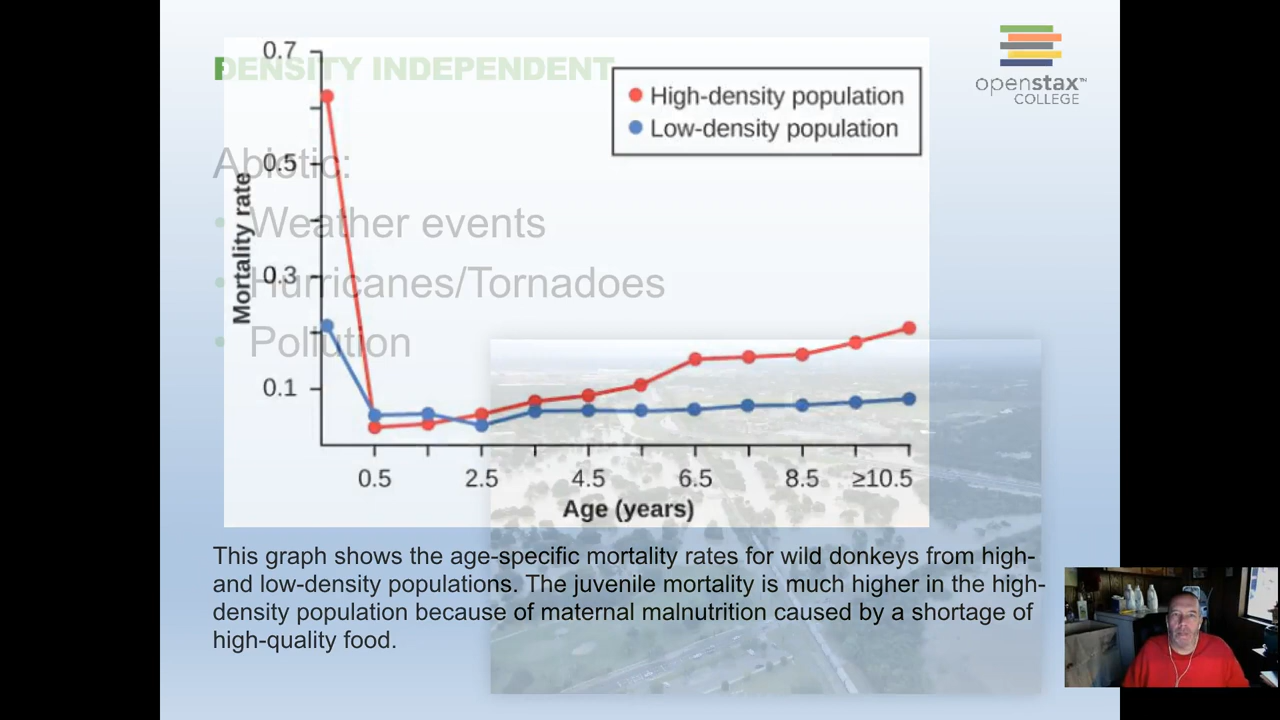 DENSITY INDEPENDENT
openstax™
COLLEGE
0.7
High-density population
Low-density population
Abiotic:
0.5
• Weather events
Mortality rate
0.3
• Hurricanes/Tornadoes
• Pollution
0.1
0.5 2.5 4.5 6.5 8.5 ≥10.5
Age (years)
This graph shows the age-specific mortality rates for wild donkeys from high-
and low-density populations. The juvenile mortality is much higher in the high-
density population because of maternal malnutrition caused by a shortage of
high-quality food.